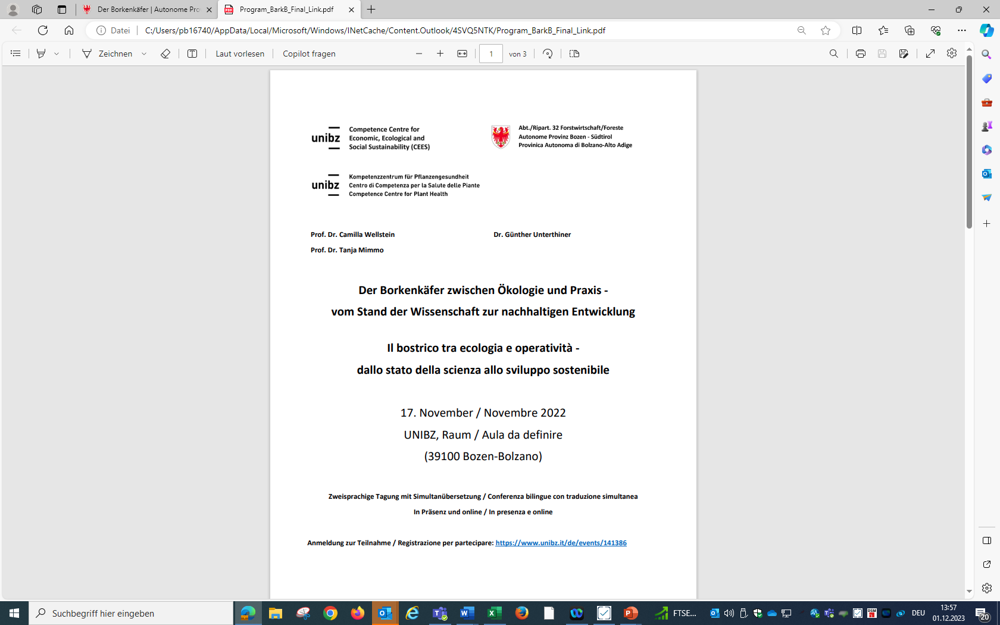 Der Borkenkäfer | Autonome Pro
Program_BarkB_Final_Link.pdf
Datei
C:/Users/pb16740/AppData/Local/Microsoft/Windows/INetCache/Content.Outlook/4SVQ5NTK/Program_BarkB_Final_Link.pdf
Zeichnen
Laut vorlesen
Copilot fragen
1 von 3
unibz
Competence Centre for
Economic, Ecological and
Social Sustainability (CEES)
Abt./Ripart. 32 Forstwirtschaft/Foreste
Autonome Provinz Bozen - Südtirol
Provinica Autonoma di Bolzano-Alto Adige
unibz
Kompetenzzentrum für Pflanzengesundheit
Centro di Competenza per la Salute delle Piante
Competence Centre for Plant Health
Prof. Dr. Camilla Wellstein
Dr. Günther Unterthiner
Prof. Dr. Tanja Mimmo
Der Borkenkäfer zwischen Ökologie und Praxis -
vom Stand der Wissenschaft zur nachhaltigen Entwicklung
Il bostrico tra ecologia e operatività -
dallo stato della scienza allo sviluppo sostenibile
17. November / Novembre 2022
UNIBZ, Raum / Aula da definire
(39100 Bozen-Bolzano)
Zweisprachige Tagung mit Simultanübersetzung / Conferenza bilingue con traduzione simultanea
In Präsenz und online / In presenza e online
Anmeldung zur Teilnahme / Registrazione per partecipare: https://www.unibz.it/de/events/141386
Suchbegriff hier eingeben
FTSE...
DEU
13:57
01.12.2023
20